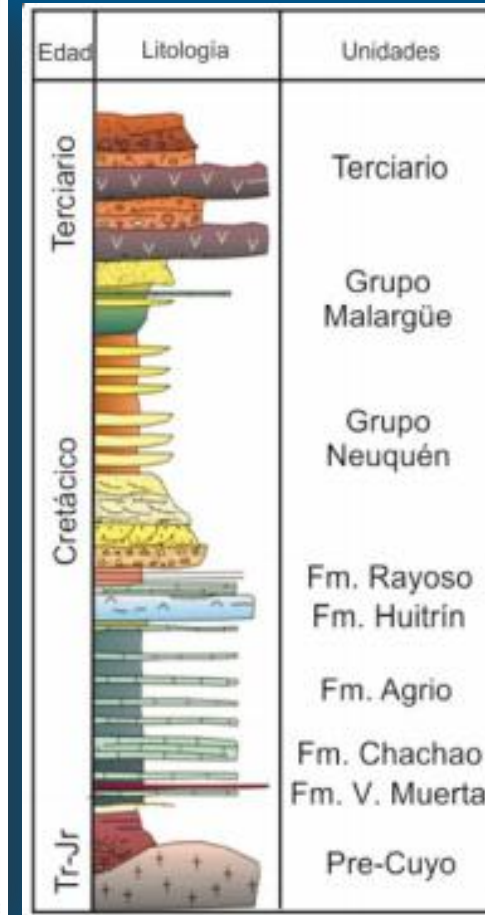 Edad Litología Unidades
Terciario
Terciario
Grupo
Malargüe
Cretácico
Grupo
Neuquén
Fm. Rayoso
Fm. Huitrín
Fm. Agrio
Fm. Chachao
Fm. V. Muerta
Tr-Jr
Pre-Cuyo